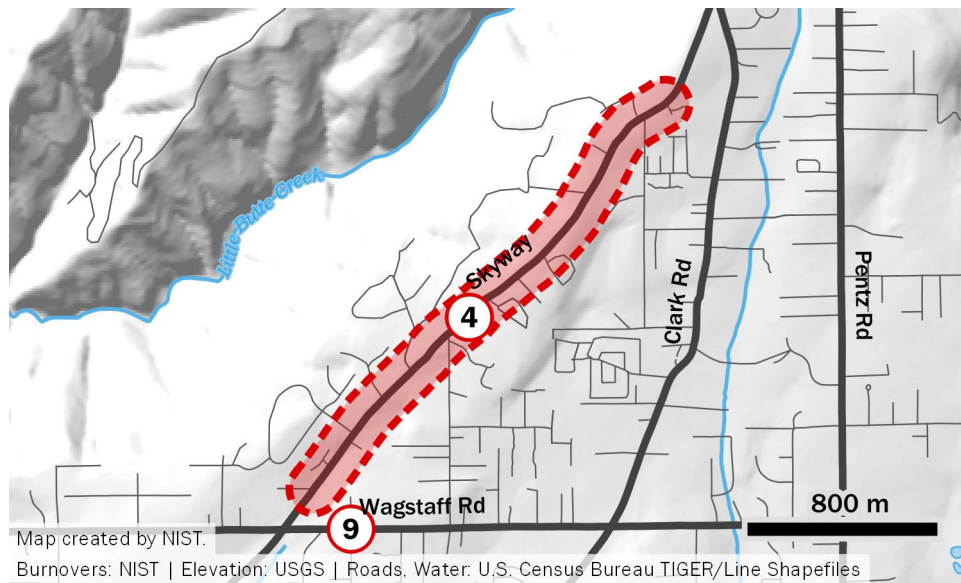 Little Butte Creek
Skyway
4
Clark Rd
Pentz Rd
Wagstaff Rd
9
800 m
Map created by NIST.
Burnovers: NIST | Elevation: USGS | Roads, Water: U.S. Census Bureau TIGER/Line Shapefiles